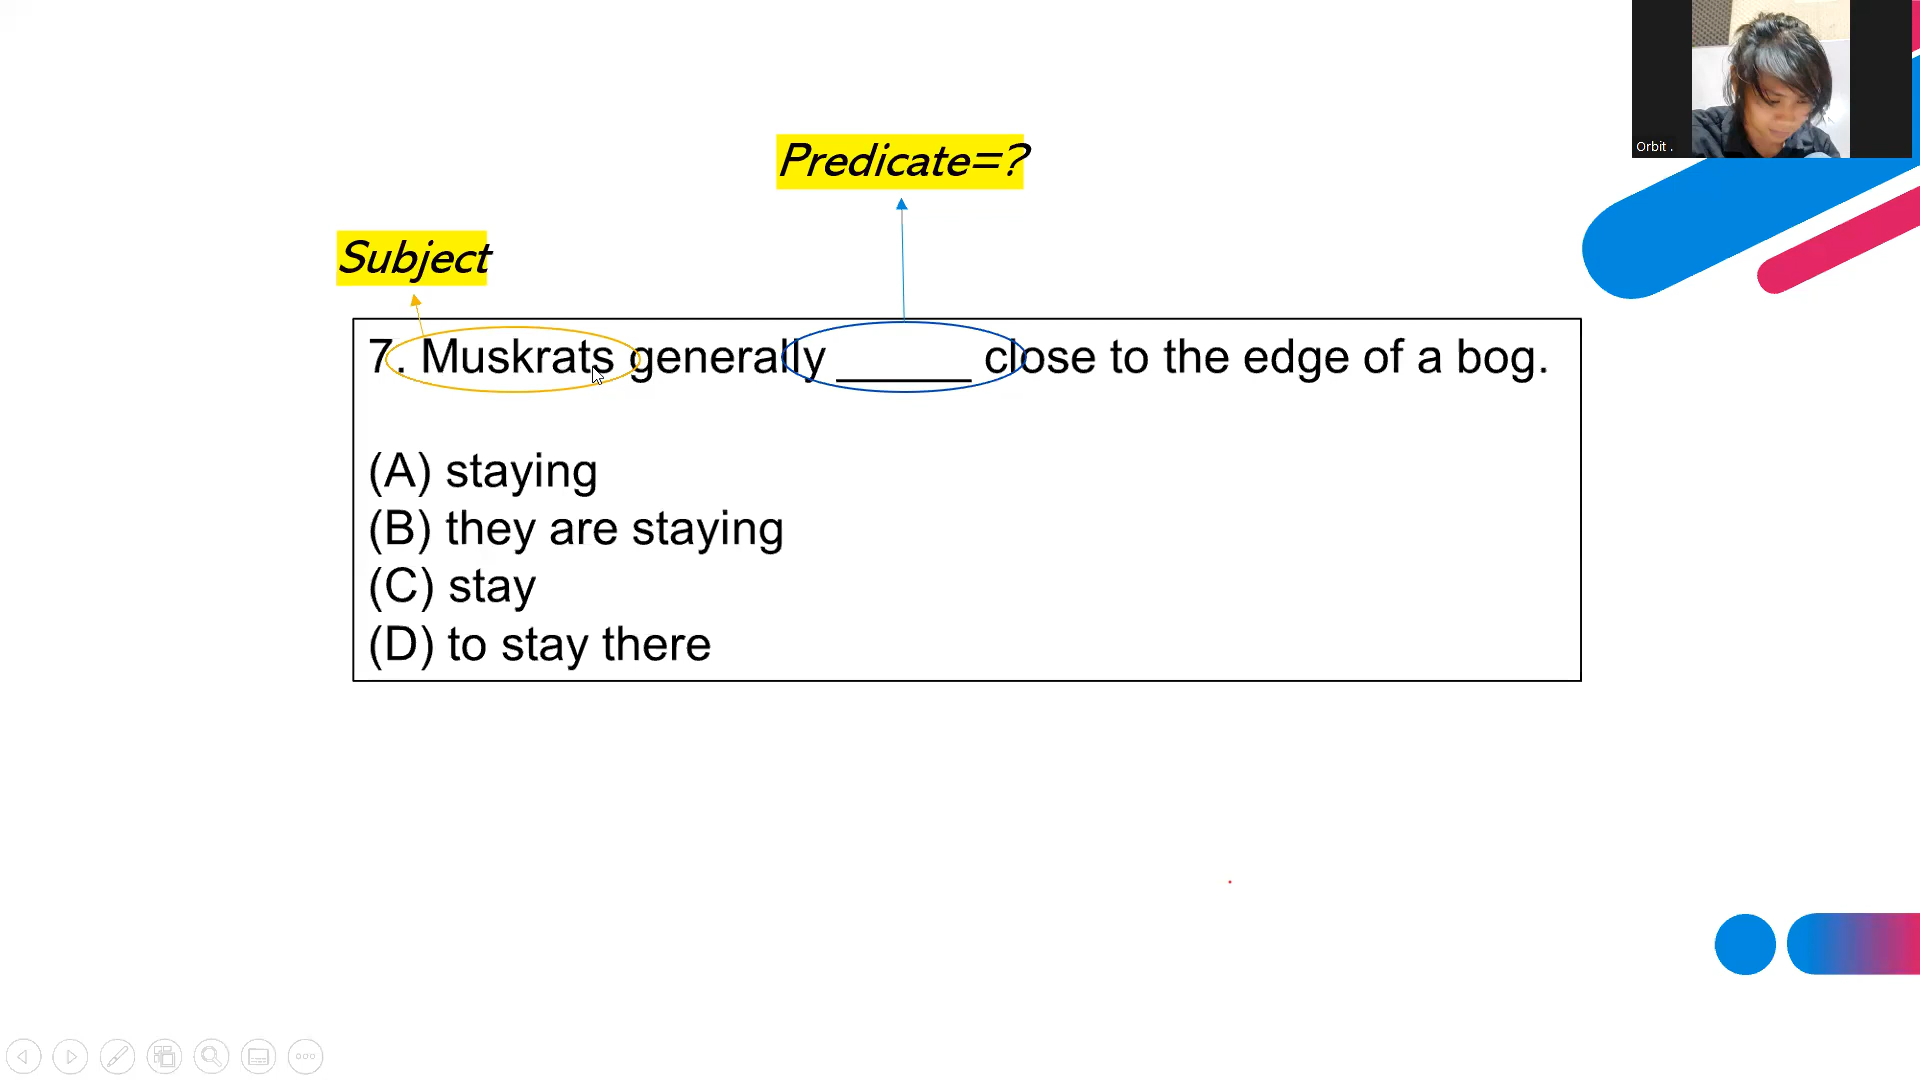 Orbit .
Predicate=?
Subject
7. Muskrats generally ______ close to the edge of a bog.
(A) staying
(B) they are staying
(C) stay
(D) to stay there